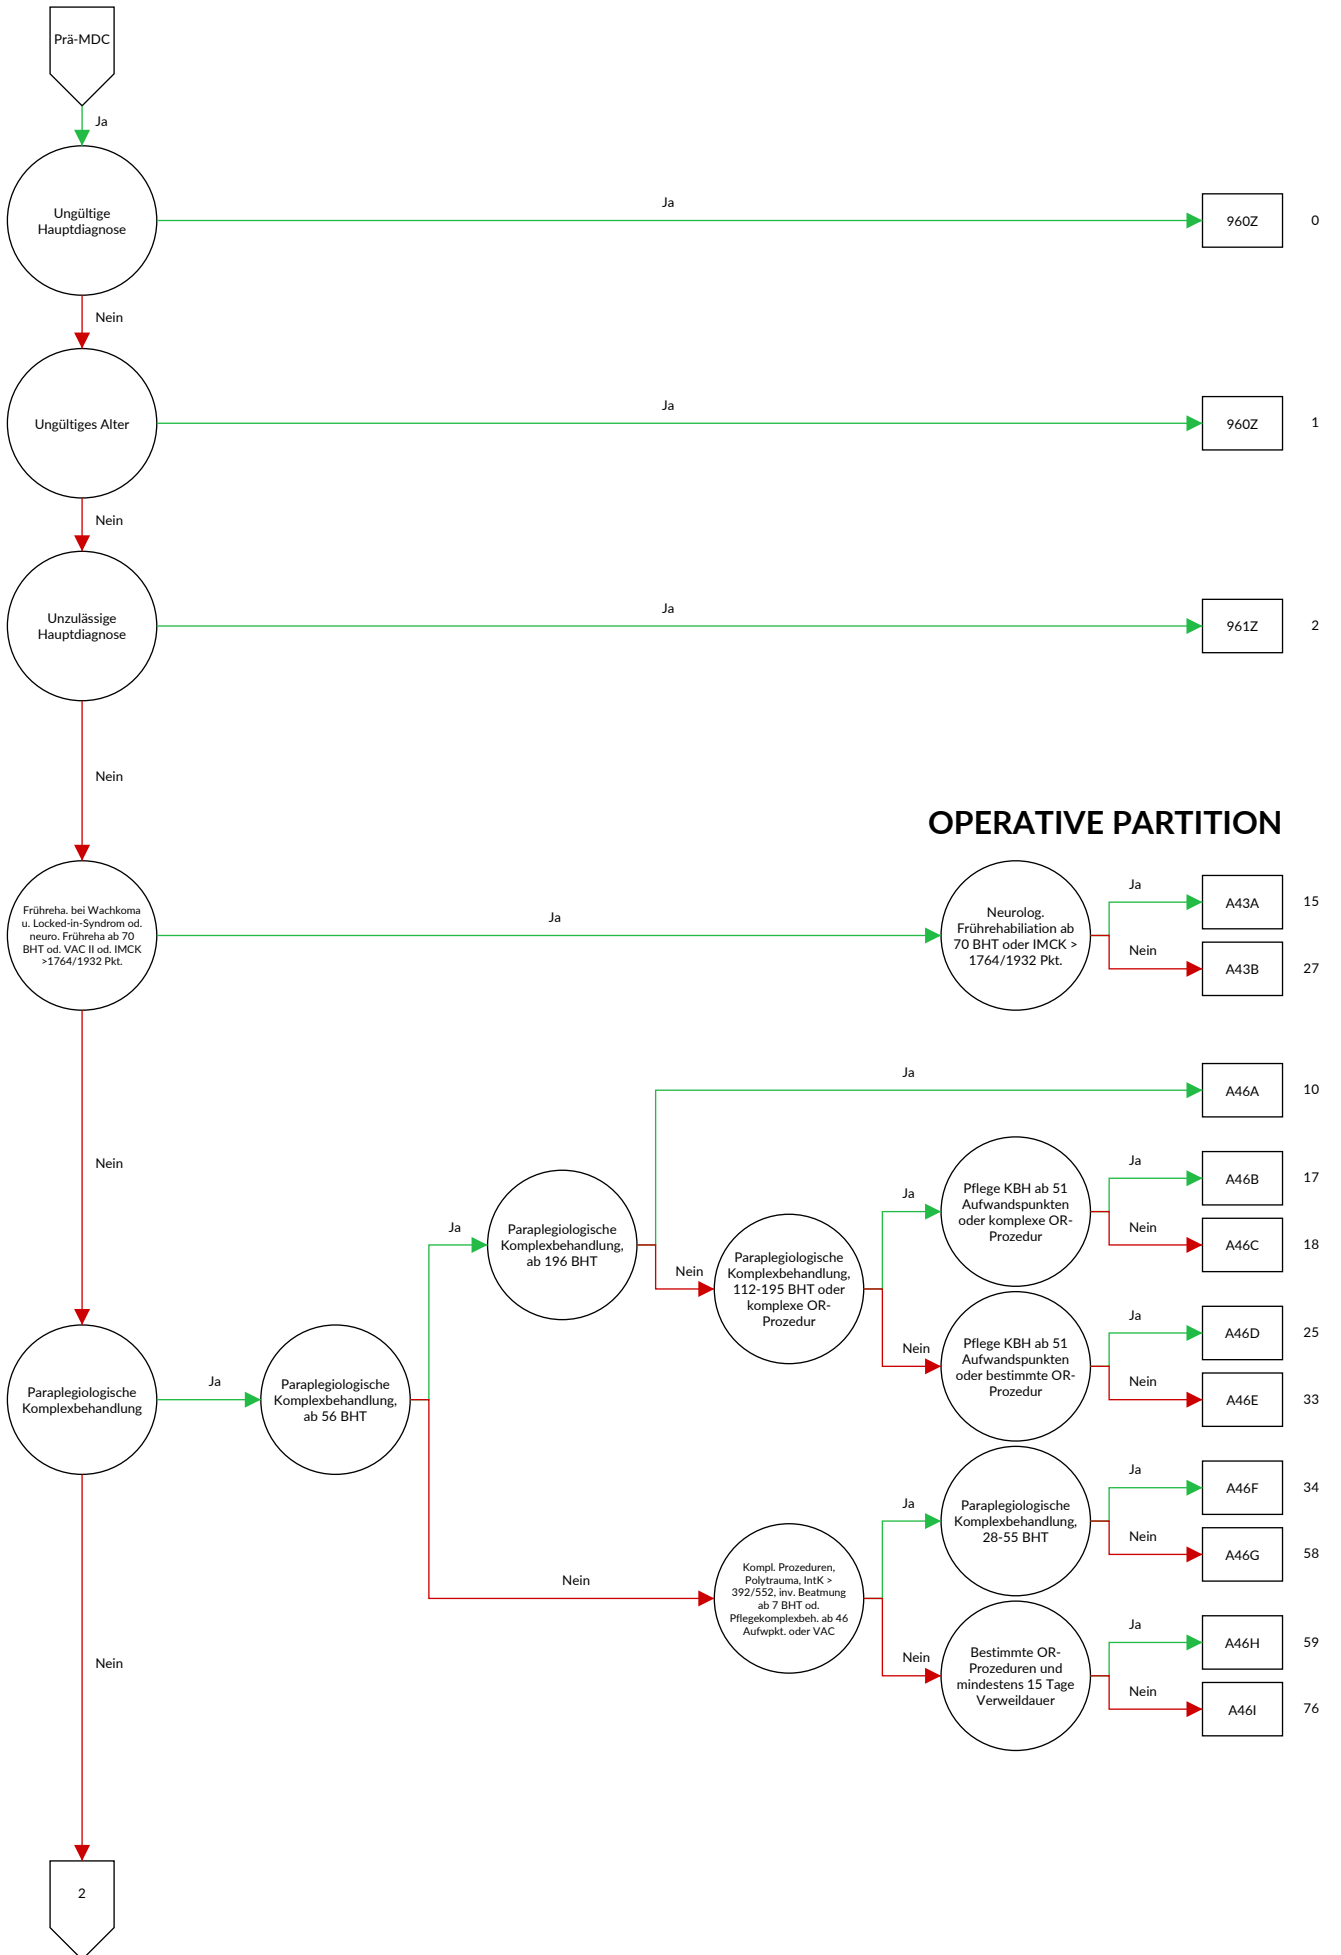 Prä-MDC
Ja
Ungültige
Hauptdiagnose
Ja
960Z
0
Nein
Ungültiges Alter
Ja
960Z
1
Nein
Unzulässige
Hauptdiagnose
Ja
961Z
2
Nein
OPERATIVE PARTITION
Frühreha. bei Wachkoma
u. Locked-in-Syndrom od.
neuro. Frühreha ab 70
BHT od. VAC II od. IMCK
>1764/1932 Pkt.
Ja
Neurolog.
Frührehabiliation ab
70 BHT oder IMCK >
1764/1932 Pkt.
Ja
A43A
15
Nein
A43B
27
Nein
Paraplegiologische
Komplexbehandlung
Ja
Paraplegiologische
Komplexbehandlung,
ab 56 BHT
Ja
Paraplegiologische
Komplexbehandlung,
ab 196 BHT
Ja
A46A
10
Nein
Paraplegiologische
Komplexbehandlung,
112-195 BHT oder
komplexe OR-
Prozedur
Ja
Pflege KBH ab 51
Aufwandspunkten
oder komplexe OR-
Prozedur
Ja
A46B
17
Nein
A46C
18
Nein
Pflege KBH ab 51
Aufwandspunkten
oder bestimmte OR-
Prozedur
Ja
A46D
25
Nein
A46E
33
Nein
Kompl. Prozeduren,
Polytrauma, IntK >
392/552, inv. Beatmung
ab 7 BHT od.
Pflegekomplexbeh. ab 46
Aufwpkt. oder VAC
Ja
Paraplegiologische
Komplexbehandlung,
28-55 BHT
Ja
A46F
34
Nein
A46G
58
Nein
Bestimmte OR-
Prozeduren und
mindestens 15 Tage
Verweildauer
Ja
A46H
59
Nein
A46I
76
Nein
2